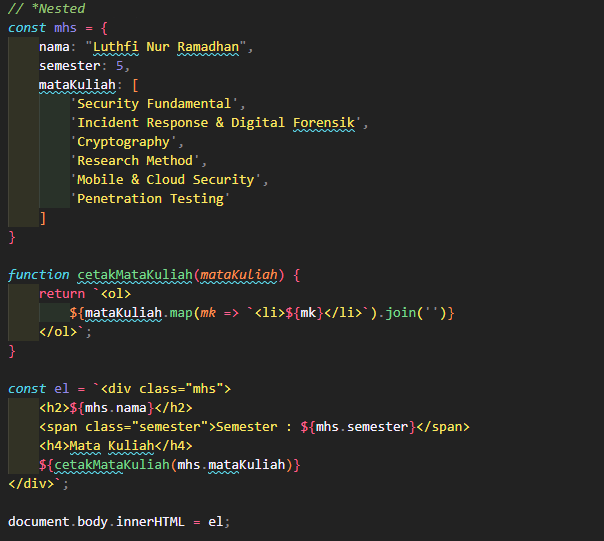 // *Nested
const mhs = {
    nama: "Luthfi Nur Ramadhan",
    semester: 5,
    mataKuliah: [
        'Security Fundamental',
        'Incident Response & Digital Forensik',
        'Cryptography',
        'Research Method',
        'Mobile & Cloud Security',
        'Penetration Testing'
    ]
}

function cetakMataKuliah(mataKuliah) {
    return `<ol>
        ${mataKuliah.map(mk => `<li>${mk}</li>`).join('')}
    </ol>`;
}

const el = `<div class="mhs">
    <h2>${mhs.nama}</h2>
    <span class="semester">Semester : ${mhs.semester}</span>
    <h4>Mata Kuliah</h4>
    ${cetakMataKuliah(mhs.mataKuliah)}
</div>`;

document.body.innerHTML = el;